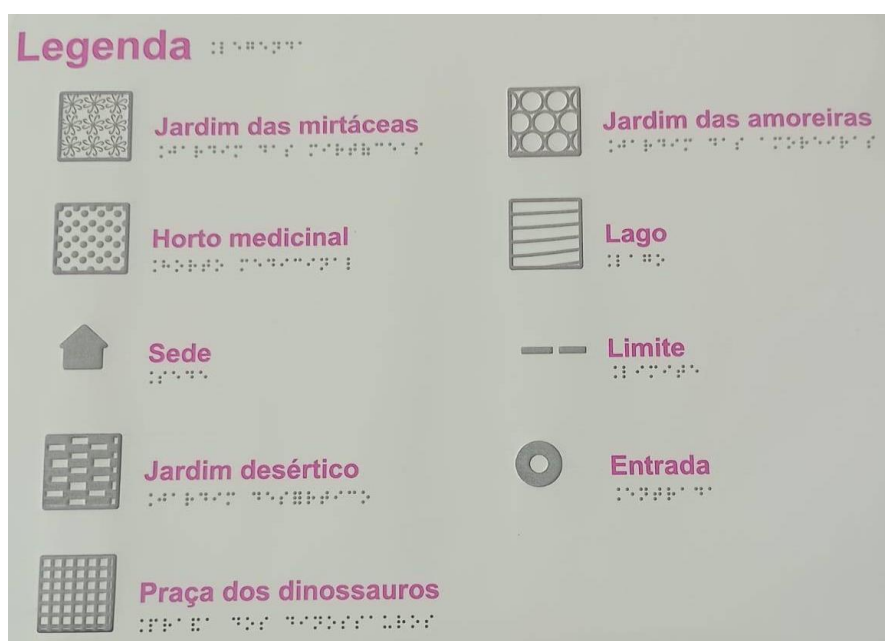 Legenda ⠨⠇⠑⠛⠑⠝⠙⠁
Jardim das mirtáceas
⠨⠚⠁⠗⠙⠊⠍ ⠙⠁⠎ ⠍⠊⠗⠞⠷⠉⠑⠁⠎
Jardim das amoreiras
⠨⠚⠁⠗⠙⠊⠍ ⠙⠁⠎ ⠁⠍⠕⠗⠑⠊⠗⠁⠎
Horto medicinal
⠨⠓⠕⠗⠞⠕ ⠍⠑⠙⠊⠉⠊⠝⠁⠇
Lago
⠨⠇⠁⠛⠕
Sede
⠨⠎⠑⠙⠑
Limite
⠨⠇⠊⠍⠊⠞⠑
Jardim desértico
⠨⠚⠁⠗⠙⠊⠍ ⠙⠑⠎⠿⠗⠞⠊⠉⠕
Entrada
⠨⠑⠝⠞⠗⠁⠙⠁
Praça dos dinossauros
⠨⠏⠗⠁⠯⠁ ⠙⠕⠎ ⠙⠊⠝⠕⠎⠎⠁⠥⠗⠕⠎